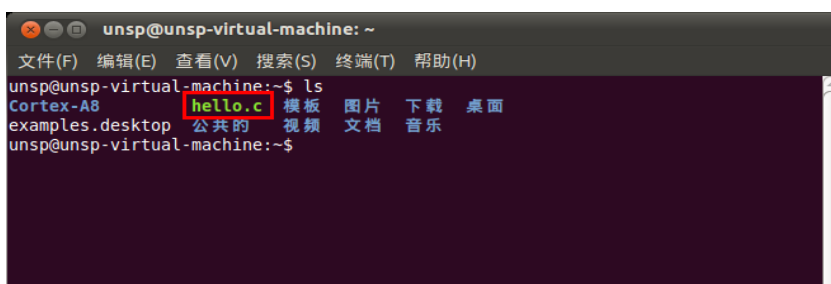 unsp@unsp-virtual-machine: ~
文件(F) 编辑(E) 查看(V) 搜索(S) 终端(T) 帮助(H)
unsp@unsp-virtual-machine:~$ ls
Cortex-A8 hello.c 模板 图片 下载 桌面
examples.desktop 公共的 视频 文档 音乐
unsp@unsp-virtual-machine:~$